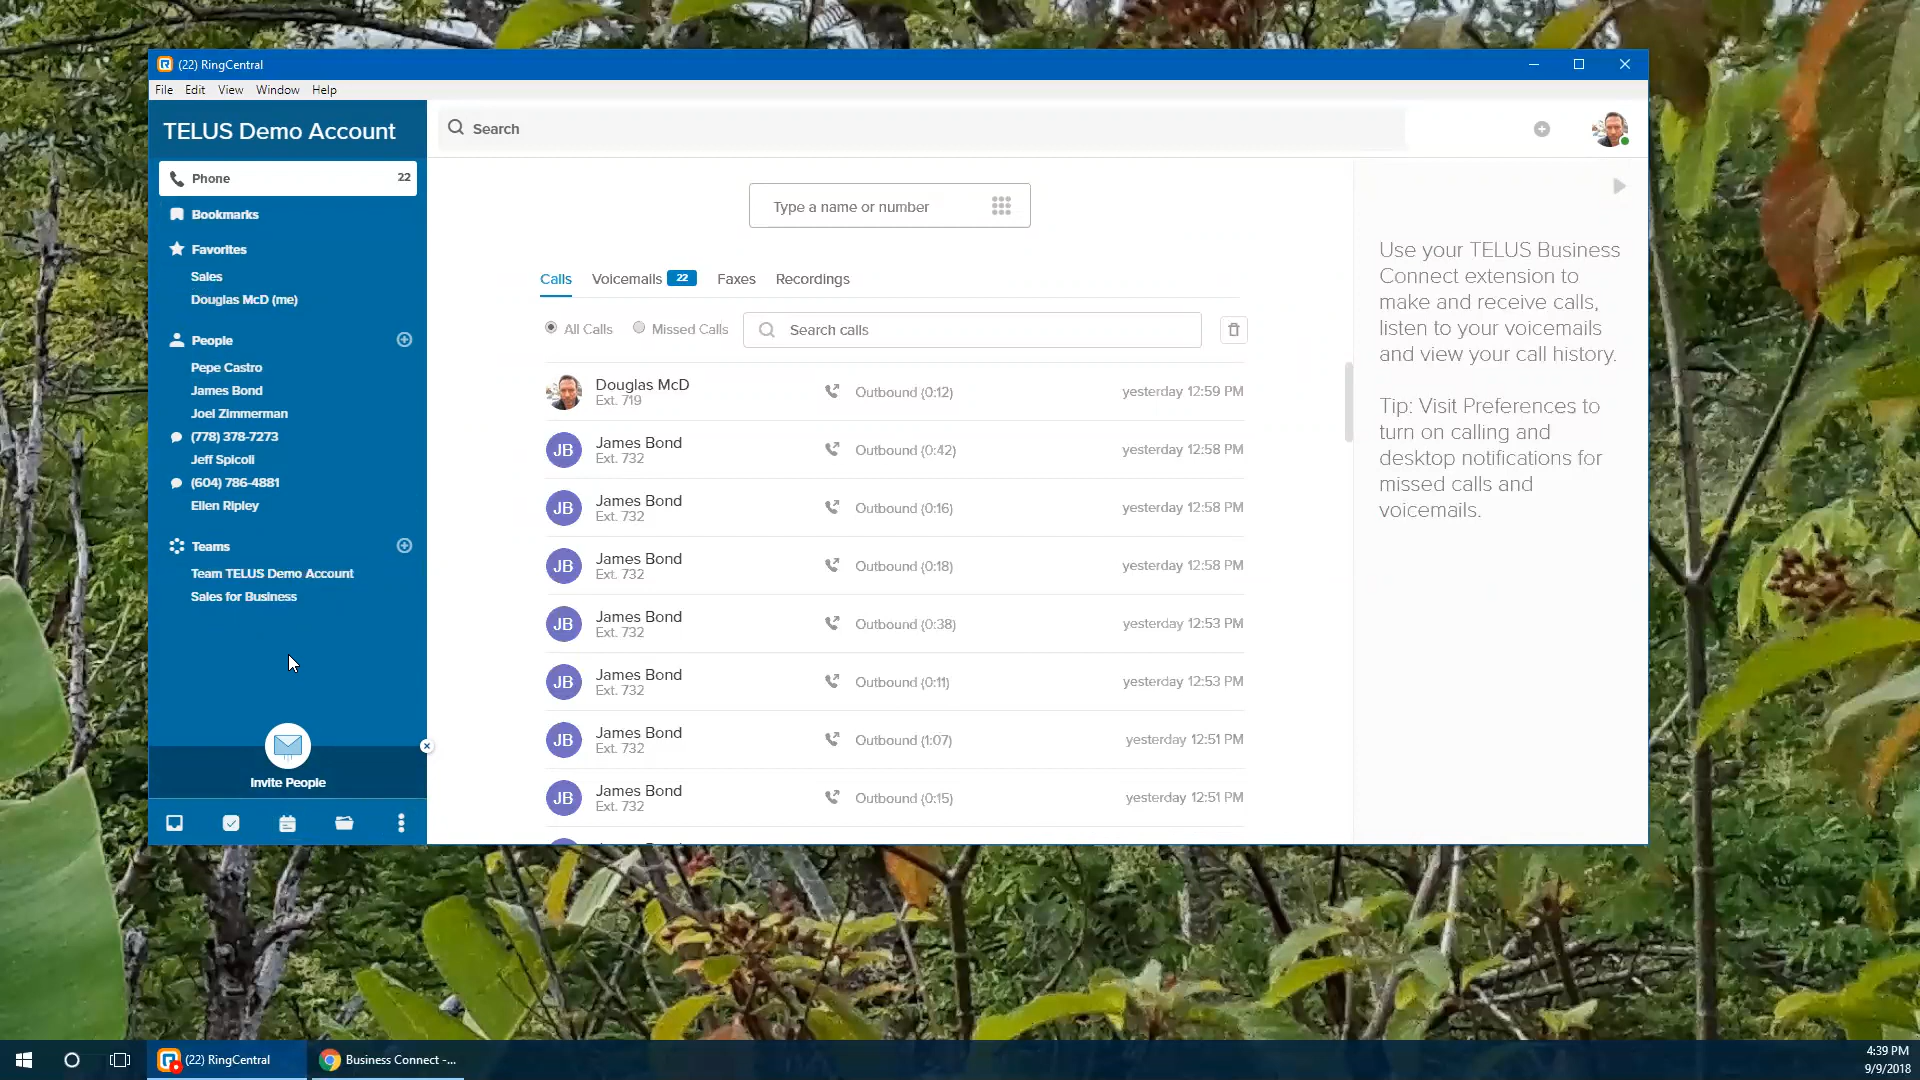 (22) RingCentral
File Edit View Window Help
TELUS Demo Account
Search
Phone 22
Bookmarks
Favorites
Sales
Douglas McD (me)
People
Pepe Castro
James Bond
Joel Zimmerman
(778) 378-7273
Jeff Spicoli
(604) 786-4881
Ellen Ripley
Teams
Team TELUS Demo Account
Sales for Business
Invite People
Type a name or number
Calls Voicemails 22 Faxes Recordings
All Calls Missed Calls Search calls
Douglas McD
Ext. 719
Outbound (0:12) yesterday 12:59 PM
JB James Bond
Ext. 732
Outbound (0:42) yesterday 12:58 PM
JB James Bond
Ext. 732
Outbound (0:16) yesterday 12:58 PM
JB James Bond
Ext. 732
Outbound (0:18) yesterday 12:58 PM
JB James Bond
Ext. 732
Outbound (0:38) yesterday 12:53 PM
JB James Bond
Ext. 732
Outbound (0:11) yesterday 12:53 PM
JB James Bond
Ext. 732
Outbound (1:07) yesterday 12:51 PM
JB James Bond
Ext. 732
Outbound (0:15) yesterday 12:51 PM
Use your TELUS Business
Connect extension to
make and receive calls,
listen to your voicemails
and view your call history.
Tip: Visit Preferences to
turn on calling and
desktop notifications for
missed calls and
voicemails.
(22) RingCentral
Business Connect -...
4:39 PM
9/9/2018